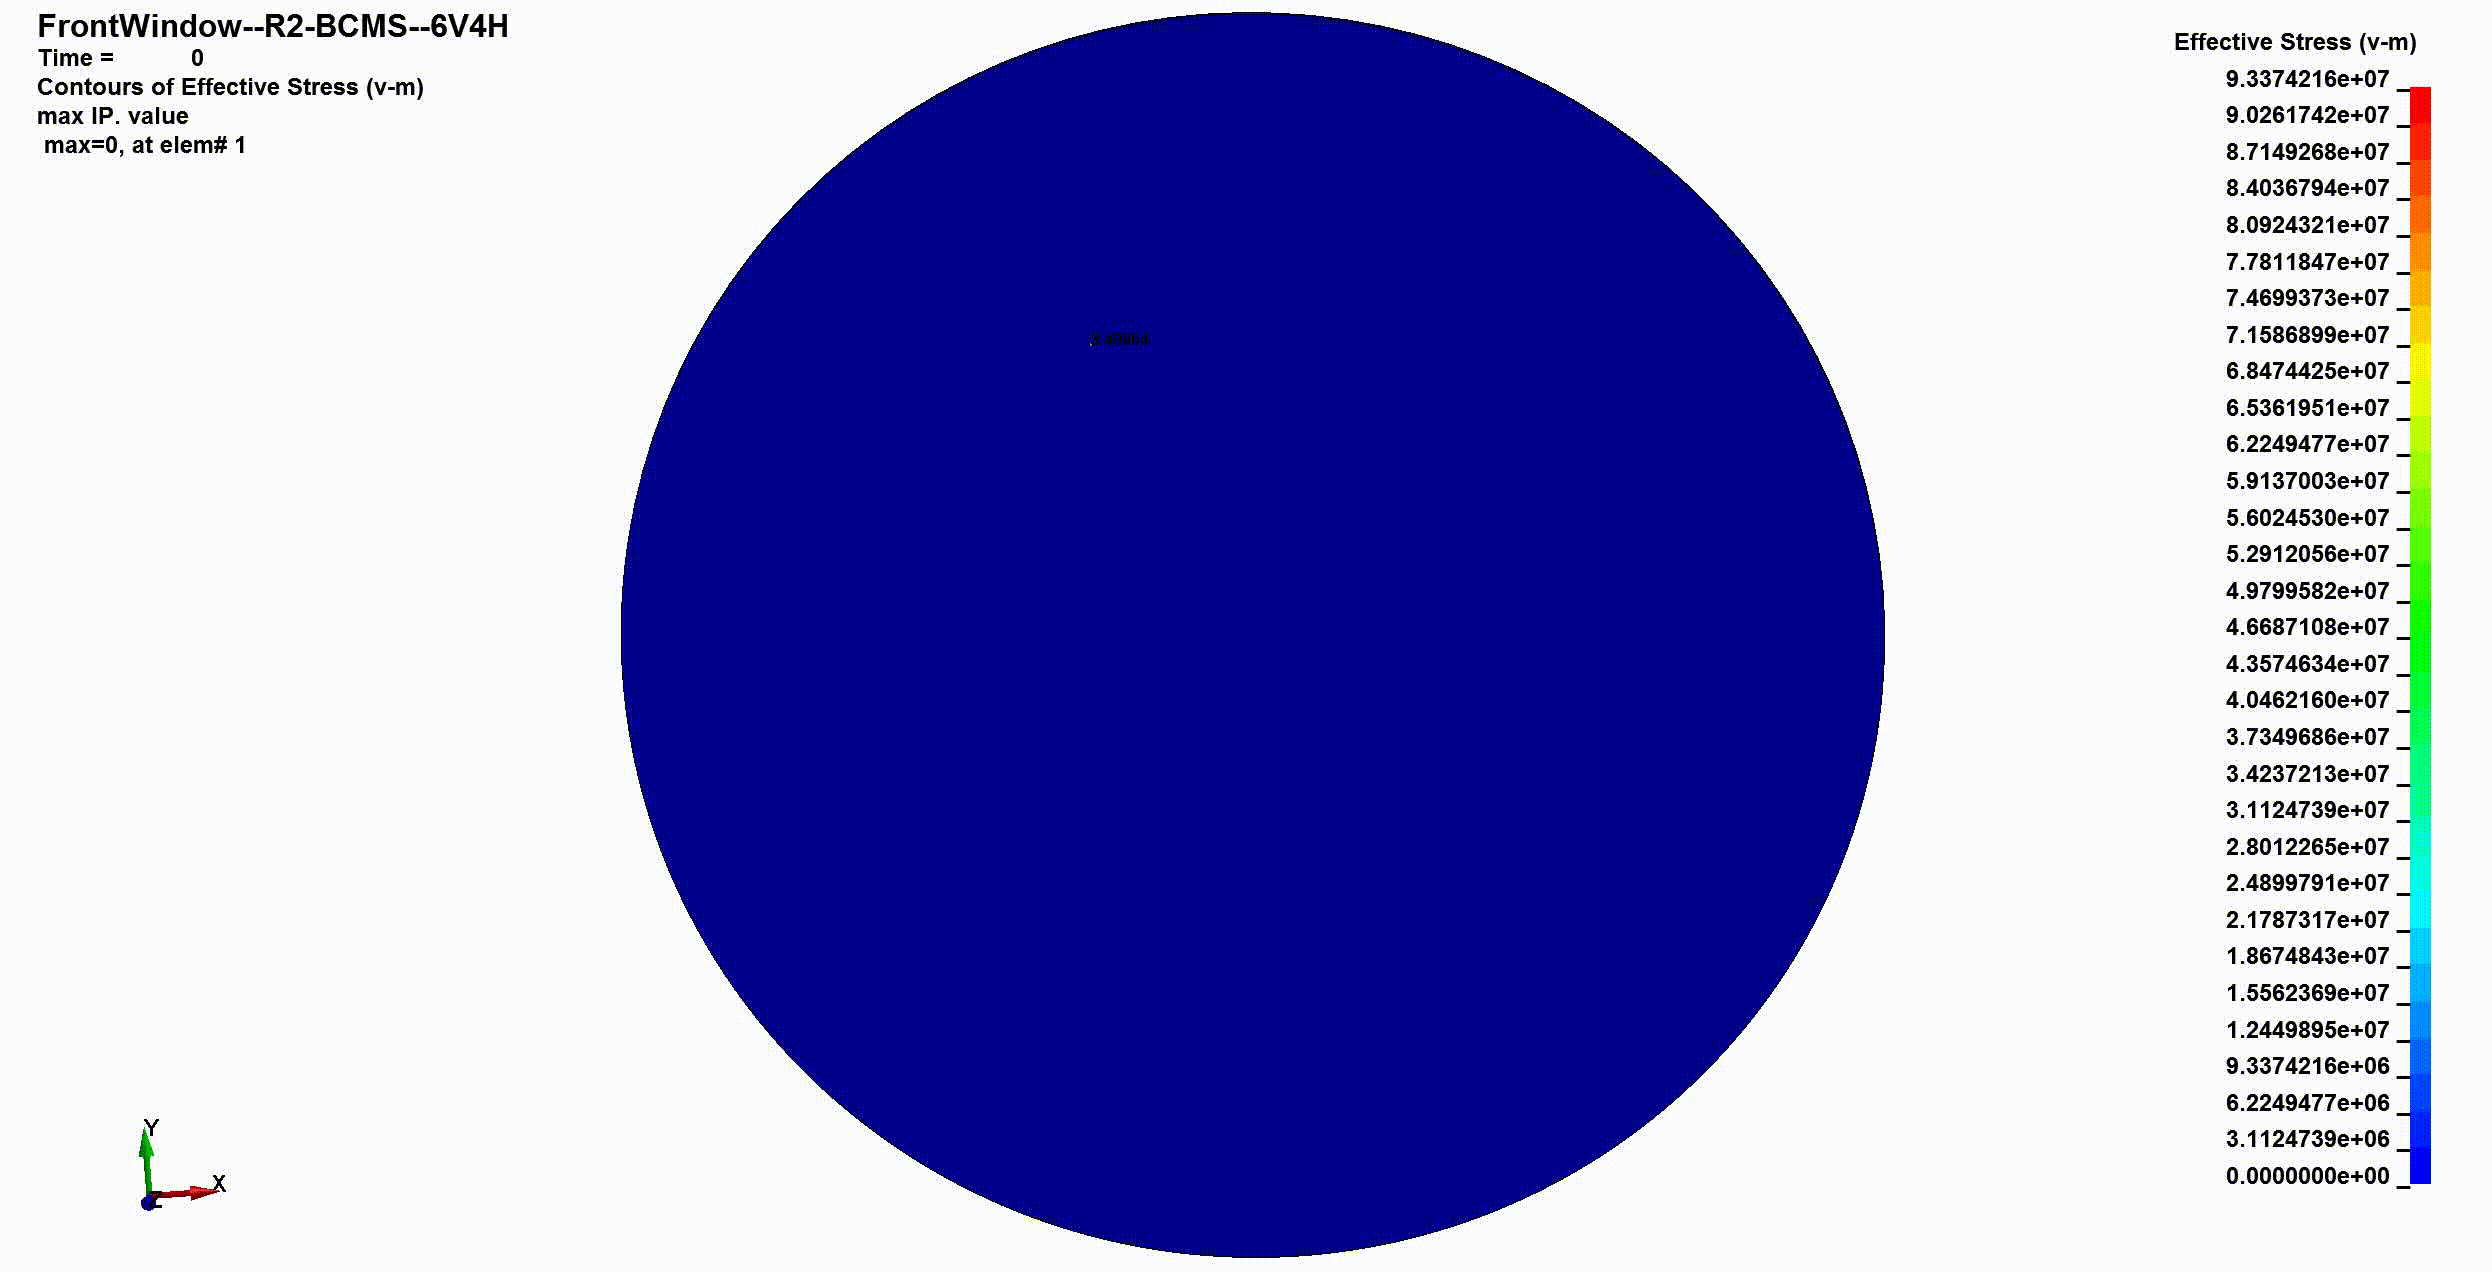 FrontWindow--R2-BCMS--6V4H
Time = 0
Contours of Effective Stress (v-m)
max IP. value
max=0, at elem# 1
Effective Stress (v-m)
9.3374216e+07
9.0261742e+07
8.7149268e+07
8.4036794e+07
8.0924321e+07
7.7811847e+07
7.4699373e+07
7.1586899e+07
6.8474425e+07
6.5361951e+07
6.2249477e+07
5.9137003e+07
5.6024530e+07
5.2912056e+07
4.9799582e+07
4.6687108e+07
4.3574634e+07
4.0462160e+07
3.7349686e+07
3.4237213e+07
3.1124739e+07
2.8012265e+07
2.4899791e+07
2.1787317e+07
1.8674843e+07
1.5562369e+07
1.2449895e+07
9.3374216e+06
6.2249477e+06
3.1124739e+06
0.0000000e+00
Y
X
Z